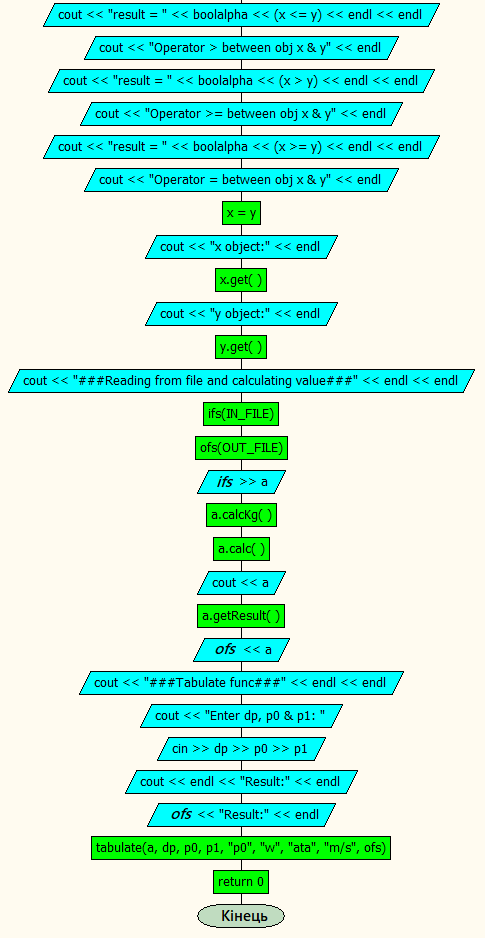 cout << "result = " << boolalpha << (x <= y) << endl << endl
cout << "Operator > between obj x & y" << endl
cout << "result = " << boolalpha << (x > y) << endl << endl
cout << "Operator >= between obj x & y" << endl
cout << "result = " << boolalpha << (x >= y) << endl << endl
cout << "Operator = between obj x & y" << endl
x = y
cout << "x object:" << endl
x.get( )
cout << "y object:" << endl
y.get( )
cout << "###Reading from file and calculating value###" << endl << endl
ifs(IN_FILE)
ofs(OUT_FILE)
ifs >> a
a.calcKg( )
a.calc( )
cout << a
a.getResult( )
ofs << a
cout << "###Tabulate func###" << endl << endl
cout << "Enter dp, p0 & p1: "
cin >> dp >> p0 >> p1
cout << endl << "Result:" << endl
ofs << "Result:" << endl
tabulate(a, dp, p0, p1, "p0", "w", "ata", "m/s", ofs)
return 0
Кінець